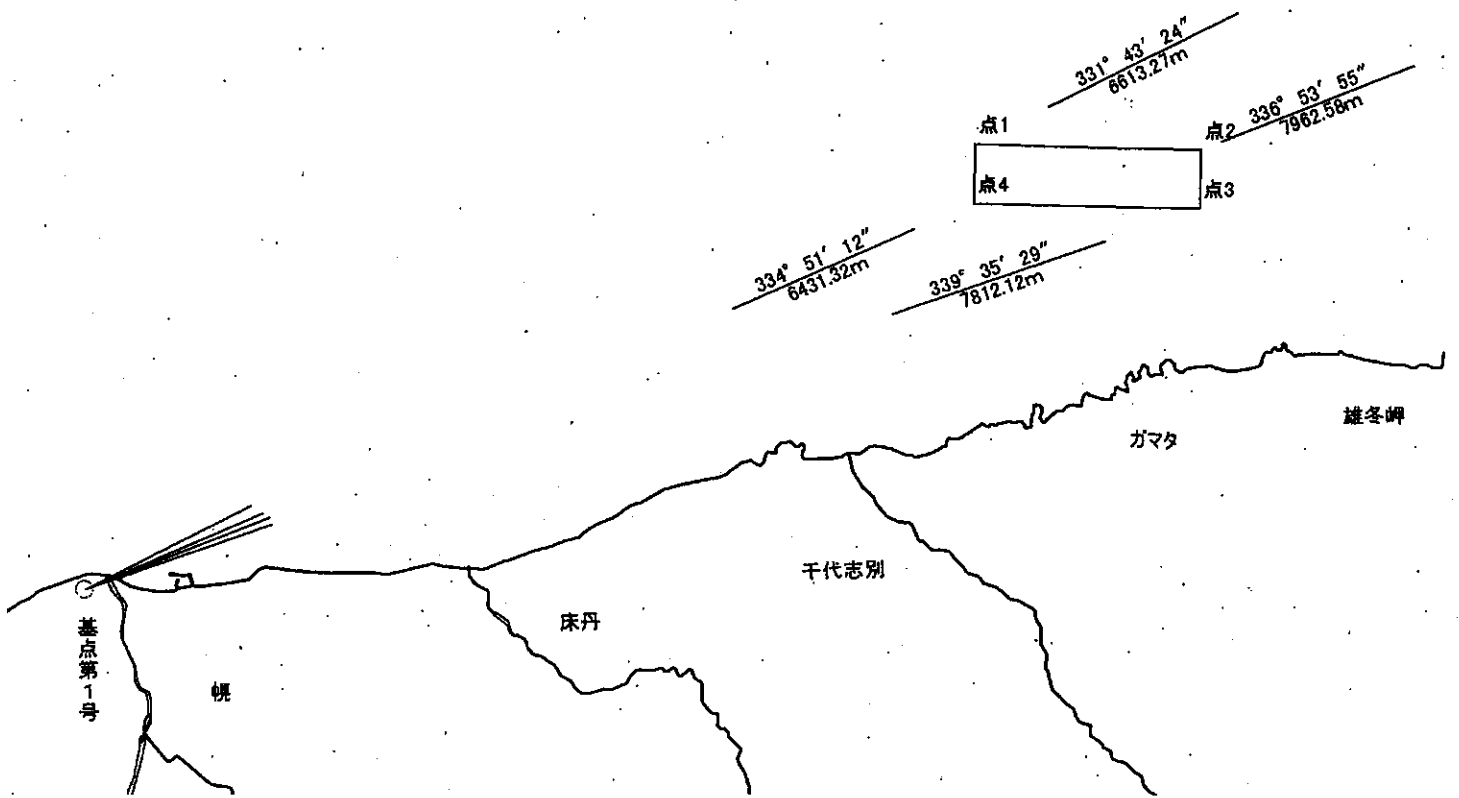 331° 43′ 24″
6613.27m
点1
点2
336° 53′ 55″
7962.58m
点4
点3
334° 51′ 12″
6431.32m
339° 35′ 29″
7812.12m
雄冬岬
ガマタ
千代志別
床丹
基点第1号
幌